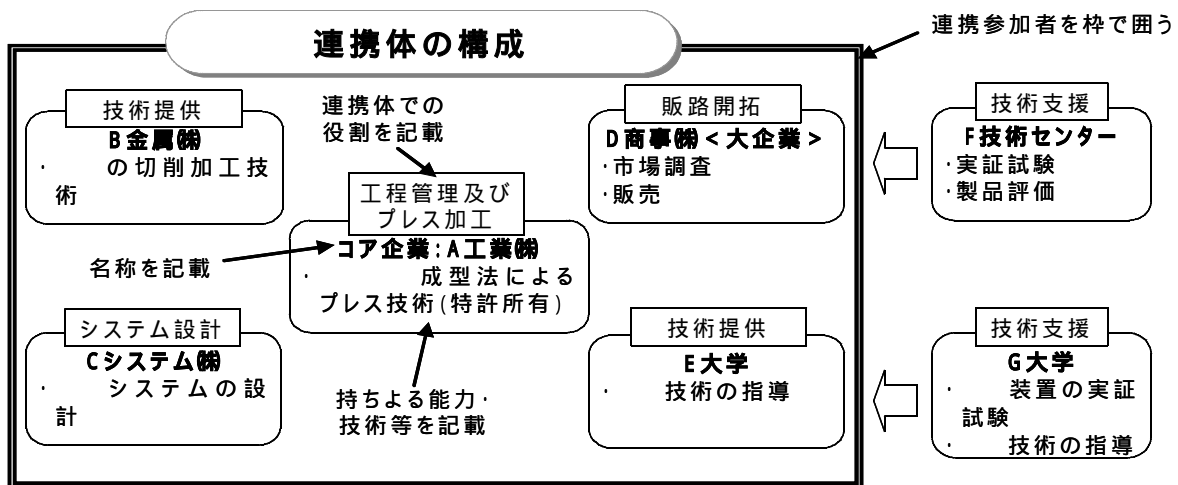 連携体の構成
連携参加者を枠で囲う
技術提供
B金属㈱
・　　の切削加工技
術
連携体での
役割を記載
工程管理及び
プレス加工
コア企業:A工業㈱
・　　　成型法による
プレス技術(特許所有)
名称を記載
持ちよる能力・
技術等を記載
販路開拓
D商事㈱<大企業>
・市場調査
・販売
技術支援
F技術センター
・実証試験
・製品評価
システム設計
Cシステム㈱
・　　システムの設
計
技術提供
E大学
・　　技術の指導
技術支援
G大学
・　　装置の実証
試験
・　　技術の指導